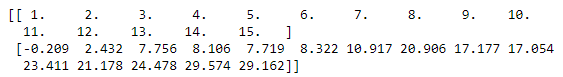 [[ 1. 2. 3. 4. 5. 6. 7. 8. 9. 10.
11. 12. 13. 14. 15. ]
[-0.209 2.432 7.756 8.106 7.719 8.322 10.917 20.906 17.177 17.054
23.411 21.178 24.478 29.574 29.162]]